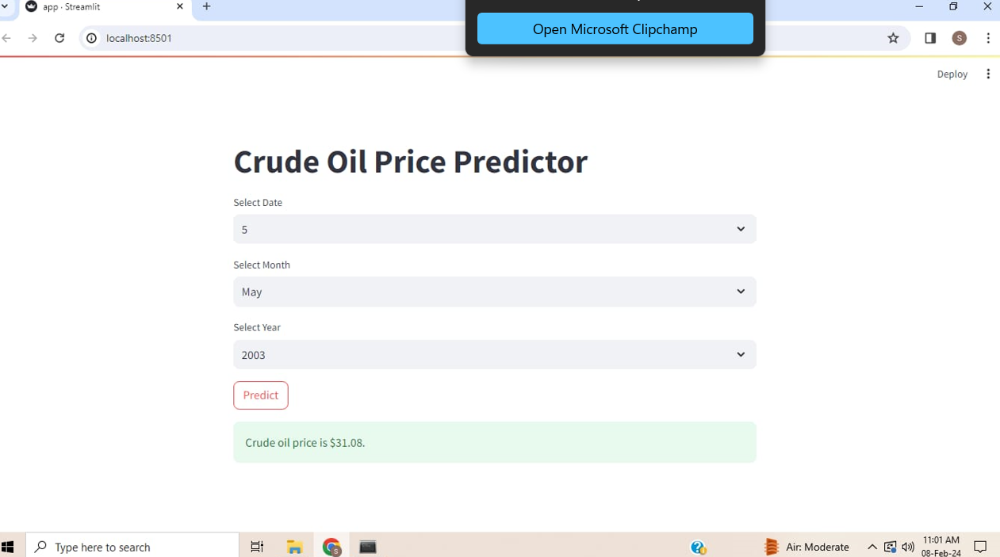 app · Streamlit
Open Microsoft Clipchamp
localhost:8501
S
Deploy
Crude Oil Price Predictor
Select Date
5
Select Month
May
Select Year
2003
Predict
Crude oil price is $31.08.
Type here to search
S
Air: Moderate
11:01 AM
08-Feb-24